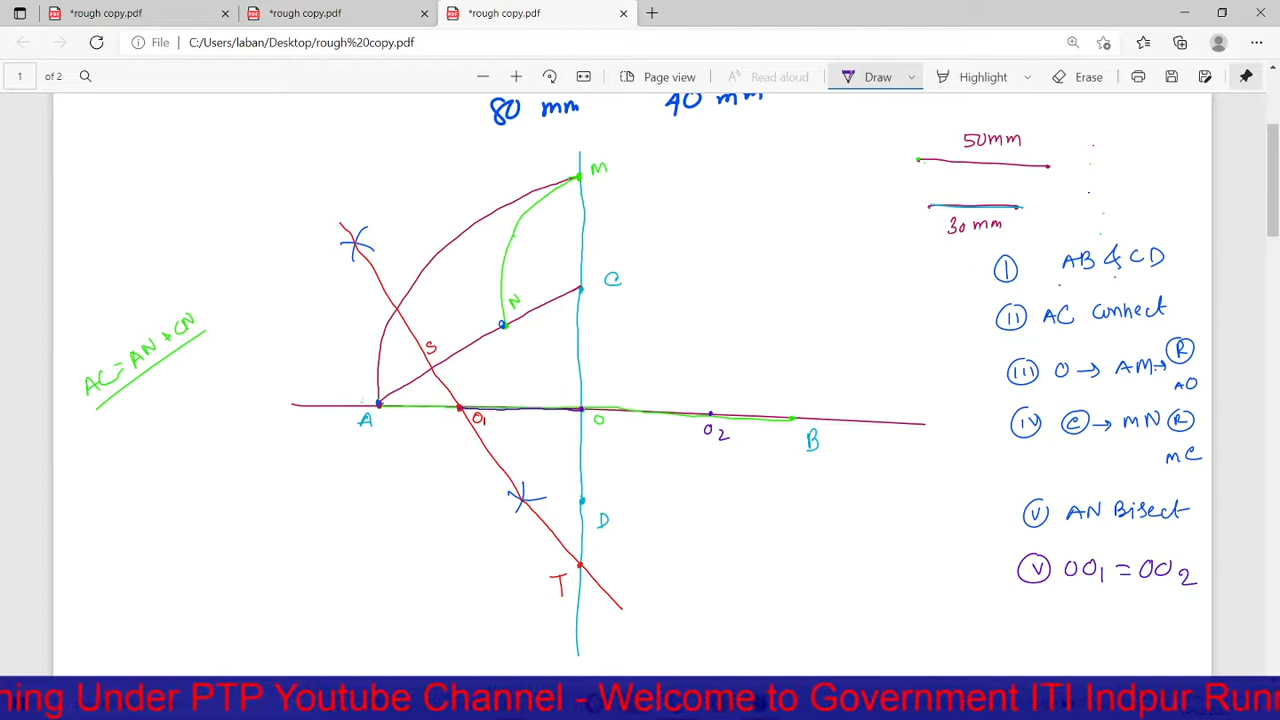 *rough copy.pdf
*rough copy.pdf
*rough copy.pdf
File
C:/Users/laban/Desktop/rough%20copy.pdf
1
of 2
Page view
Read aloud
Draw
Highlight
Erase
80 mm
40 mm
50mm
30 mm
M
C
N
S
A
O1
O
O2
B
D
T
AC = AN + CN
I AB & CD
II AC Connect
III O → AM → R
AO
IV C → MN R
MC
V AN Bisect
V OO1 = OO2
ning Under PTP Youtube Channel -Welcome to Government ITI Indpur Run